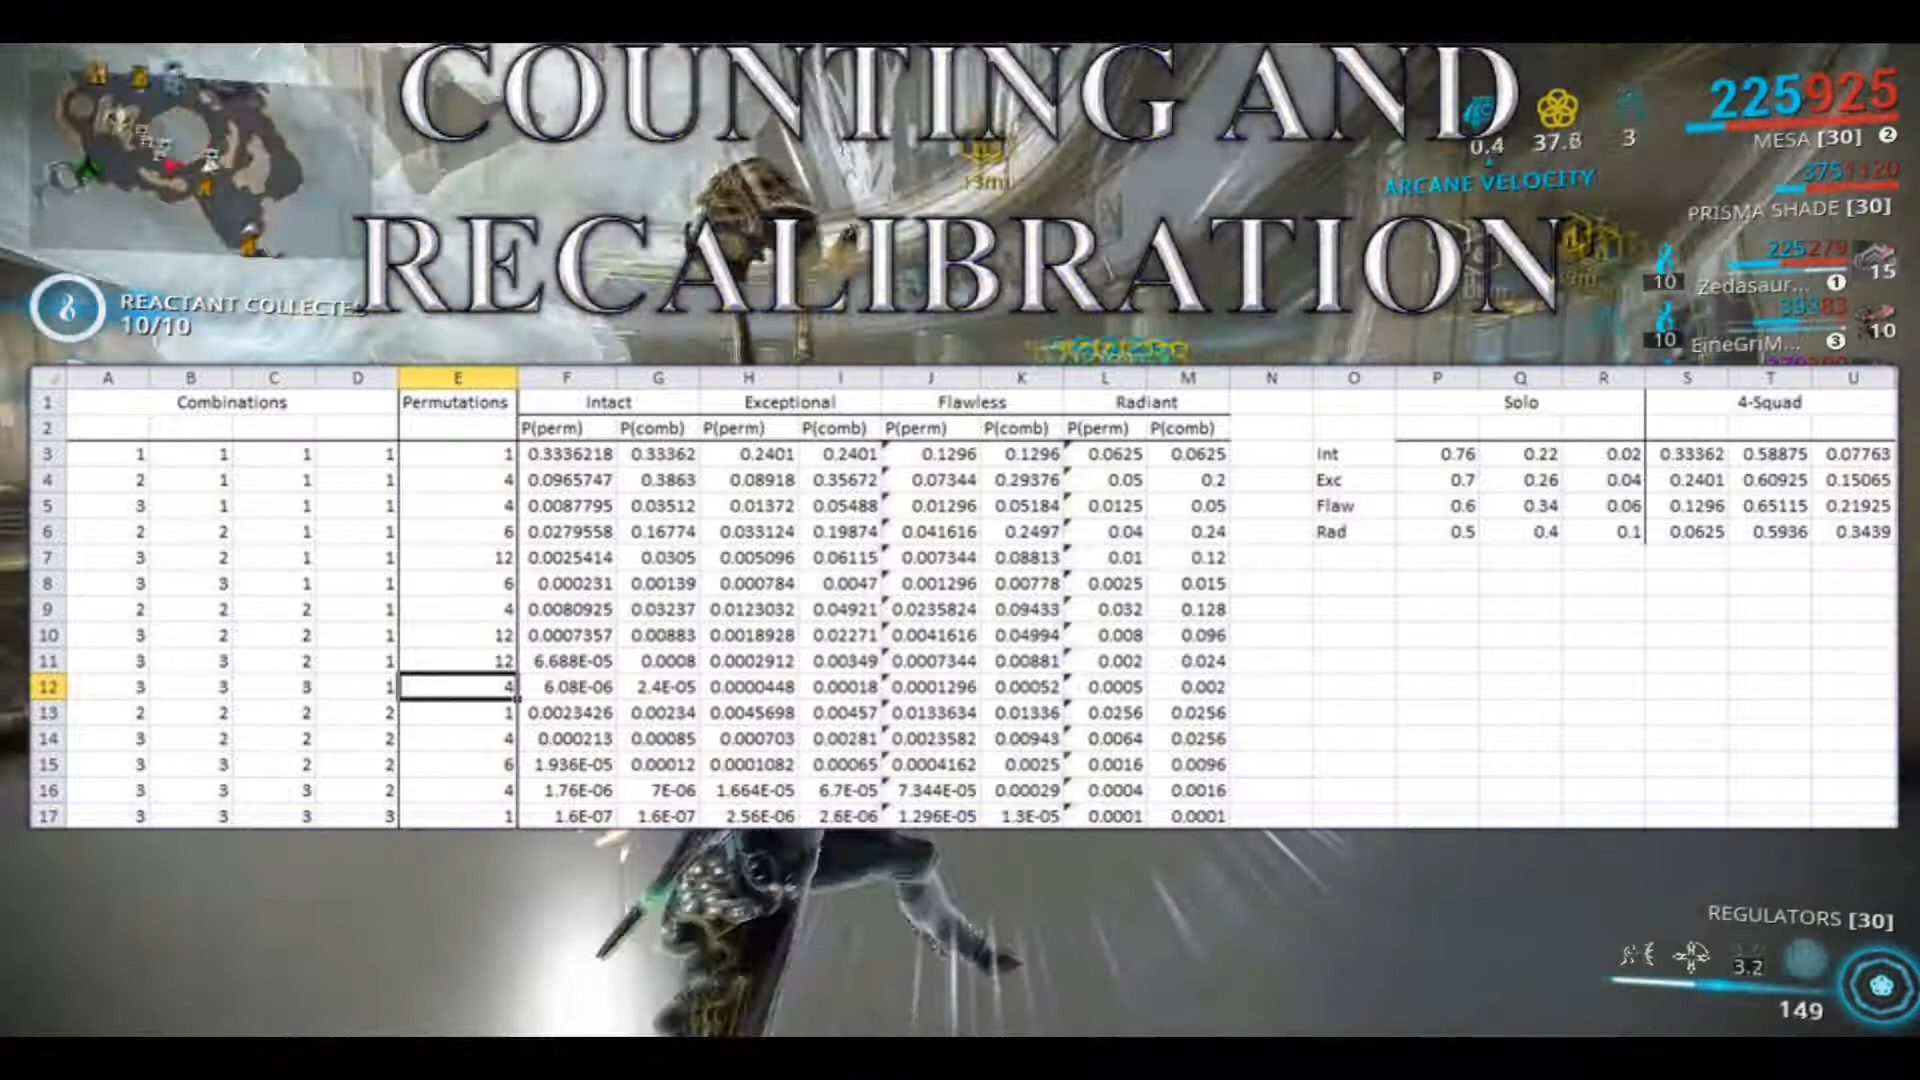 COUNTING AND
RECALIBRATION
0.4 37.8 3
ARCANE VELOCITY
225925
MESA [30] 2
3751120
PRISMA SHADE [30]
225279
10 Zedasaur... 1 15
10 EineGriM... 3 10
REACTANT COLLECTE
10/10
A B C D E F G H I J K L M N O P Q R S T U
1 Combinations Permutations Intact Exceptional Flawless Radiant Solo 4-Squad
2 P(perm) P(comb) P(perm) P(comb) P(perm) P(comb) P(perm) P(comb)
3 1 1 1 1 1 0.3336218 0.33362 0.2401 0.2401 0.1296 0.1296 0.0625 0.0625 Int 0.76 0.22 0.02 0.33362 0.58875 0.07763
4 2 1 1 1 4 0.0965747 0.3863 0.08918 0.35672 0.07344 0.29376 0.05 0.2 Exc 0.7 0.26 0.04 0.2401 0.60925 0.15065
5 3 1 1 1 4 0.0087795 0.03512 0.01372 0.05488 0.01296 0.05184 0.0125 0.05 Flaw 0.6 0.34 0.06 0.1296 0.65115 0.21925
6 2 2 1 1 6 0.0279558 0.16774 0.033124 0.19874 0.041616 0.2497 0.04 0.24 Rad 0.5 0.4 0.1 0.0625 0.5936 0.3439
7 3 2 1 1 12 0.0025414 0.0305 0.005096 0.06115 0.007344 0.08813 0.01 0.12
8 3 3 1 1 6 0.000231 0.00139 0.000784 0.0047 0.001296 0.00778 0.0025 0.015
9 2 2 2 1 4 0.0080925 0.03237 0.0123032 0.04921 0.0235824 0.09433 0.032 0.128
10 3 2 2 1 12 0.0007357 0.00883 0.0018928 0.02271 0.0041616 0.04994 0.008 0.096
11 3 3 2 1 12 6.688E-05 0.0008 0.0002912 0.00349 0.0007344 0.00881 0.002 0.024
12 3 3 3 1 4 6.08E-06 2.4E-05 0.0000448 0.00018 0.0001296 0.00052 0.0005 0.002
13 2 2 2 2 1 0.0023426 0.00234 0.0045698 0.00457 0.0133634 0.01336 0.0256 0.0256
14 3 2 2 2 4 0.000213 0.00085 0.000703 0.00281 0.0023582 0.00943 0.0064 0.0256
15 3 3 2 2 6 1.936E-05 0.00012 0.0001082 0.00065 0.0004162 0.0025 0.0016 0.0096
16 3 3 3 2 4 1.76E-06 7E-06 1.664E-05 6.7E-05 7.344E-05 0.00029 0.0004 0.0016
17 3 3 3 3 1 1.6E-07 1.6E-07 2.56E-06 2.6E-06 1.296E-05 1.3E-05 0.0001 0.0001
REGULATORS [30]
3.2
149